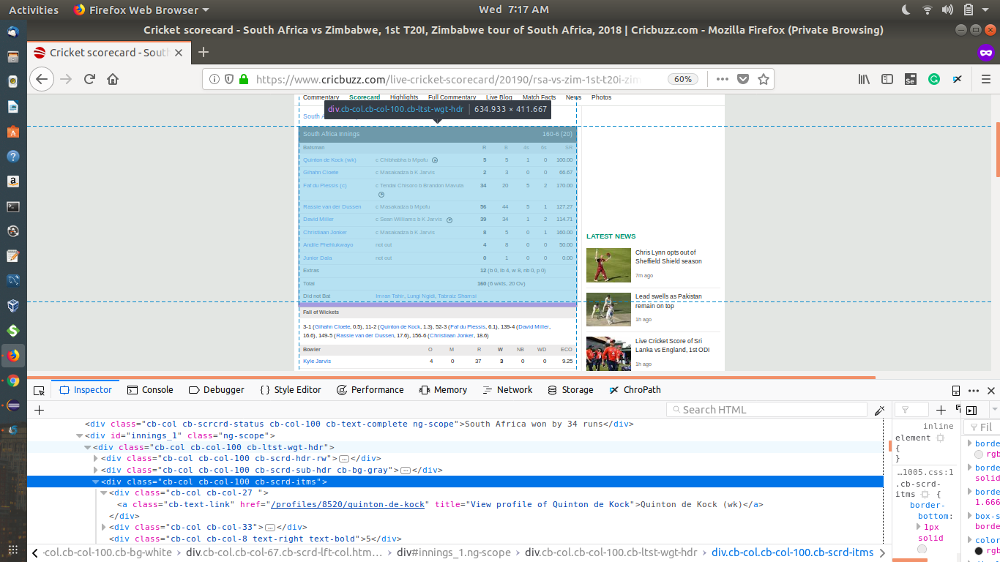 Activities Firefox Web Browser Wed 7:17 AM
Cricket scorecard - South Africa vs Zimbabwe, 1st T20I, Zimbabwe tour of South Africa, 2018 | Cricbuzz.com - Mozilla Firefox (Private Browsing)
Cricket scorecard - South
https://www.cricbuzz.com/live-cricket-scorecard/20190/rsa-vs-zim-1st-t20i-zim 60%
Commentary Scorecard Highlights Full Commentary Live Blog Match Facts News Photos
div.cb-col.cb-col-100.cb-ltst-wgt-hdr | 634.933 × 411.667
South Africa Innings 160-6 (20)
Batsman R B 4s 6s SR
Quinton de Kock (wk) c Chibhabha b Mpofu 5 5 1 0 100.00
Gihahn Cloete c Masakadza b K Jarvis 2 3 0 0 66.67
Faf du Plessis (c) c Tendai Chisoro b Brandon Mavuta 34 20 5 2 170.00
Rassie van der Dussen c Masakadza b Mpofu 56 44 5 1 127.27
David Miller c Sean Williams b K Jarvis 39 34 1 2 114.71
Christiaan Jonker c Masakadza b K Jarvis 8 5 0 1 160.00
Andile Phehlukwayo not out 4 8 0 0 50.00
Junior Dala not out 0 1 0 0 0.00
Extras 12 (b 0, lb 4, w 8, nb 0, p 0)
Total 160 (6 wkts, 20 Ov)
Did not Bat Imran Tahir, Lungi Ngidi, Tabraiz Shamsi
Fall of Wickets
3-1 (Gihahn Cloete, 0.5), 11-2 (Quinton de Kock, 1.3), 52-3 (Faf du Plessis, 6.1), 139-4 (David Miller,
16.6), 149-5 (Rassie van der Dussen, 17.6), 156-6 (Christiaan Jonker, 18.6)
Bowler O M R W NB WD ECO
Kyle Jarvis 4 0 37 3 0 0 9.25
LATEST NEWS
Chris Lynn opts out of
Sheffield Shield season
7m ago
Lead swells as Pakistan
remain on top
1h ago
Live Cricket Score of Sri
Lanka vs England, 1st ODI
1h ago
Inspector Console Debugger { } Style Editor Performance Memory Network Storage ChroPath
+ Search HTML
<div class="cb-col cb-scrcrd-status cb-col-100 cb-text-complete ng-scope">South Africa won by 34 runs</div>
<div id="innings_1" class="ng-scope">
<div class="cb-col cb-col-100 cb-ltst-wgt-hdr">
<div class="cb-col cb-col-100 cb-scrd-hdr-rw">…</div>
<div class="cb-col cb-col-100 cb-scrd-sub-hdr cb-bg-gray">…</div>
<div class="cb-col cb-col-100 cb-scrd-itms">
<div class="cb-col cb-col-27 ">
<a class="cb-text-link" href="/profiles/8520/quinton-de-kock" title="View profile of Quinton de Kock">Quinton de Kock (wk)</a>
</div>
<div class="cb-col cb-col-33">…</div>
<div class="cb-col cb-col-8 text-right text-bold">5</div>
-col.cb-col-100.cb-bg-white div.cb-col.cb-col-67.cb-scrd-lft-col.htm… div#innings_1.ng-scope div.cb-col.cb-col-100.cb-ltst-wgt-hdr div.cb-col.cb-col-100.cb-scrd-itms
inline
element
{
}
…1005.css:1
.cb-scrd-
itms {
border-
bottom:
1px
solid
Fil
borde
rgb
borde
solid
borde
1.666
box-s
borde
color
rgb